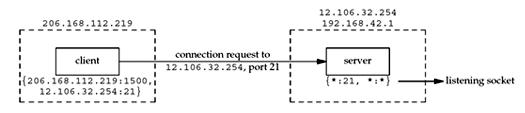 206.168.112.219
client
{206.168.112.219:1500,
12.106.32.254:21}
connection request to
12.106.32.254, port 21
12.106.32.254
192.168.42.1
server
{*:21, *:*}
listening socket